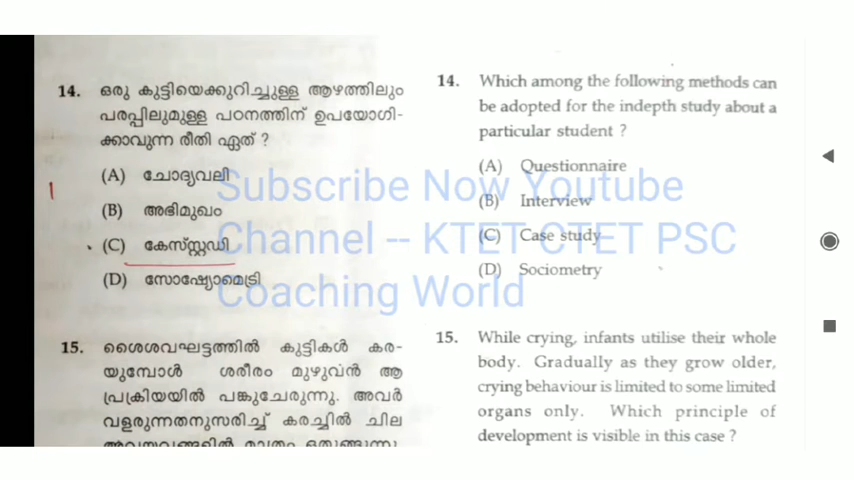 14. ഒരു കുട്ടിയെക്കുറിച്ചുള്ള ആഴത്തിലും
പരപ്പിലുമുള്ള പഠനത്തിന് ഉപയോഗി-
ക്കാവുന്ന രീതി ഏത് ?
(A) ചോദ്യവലി
(B) അഭിമുഖം
(C) കേസ്സ്റ്റഡി
(D) സോഷ്യോമെട്രി
15. ശൈശവഘട്ടത്തിൽ കുട്ടികൾ കര-
യുമ്പോൾ ശരീരം മുഴുവൻ ആ
പ്രക്രിയയിൽ പങ്കുചേരുന്നു. അവർ
വളരുന്നതനുസരിച്ച് കരച്ചിൽ ചില
അവയവങ്ങളിൽ മാത്രം ഒതുങ്ങുന്നു.
14. Which among the following methods can
be adopted for the indepth study about a
particular student ?
(A) Questionnaire
(B) Interview
(C) Case study
(D) Sociometry
15. While crying, infants utilise their whole
body. Gradually as they grow older,
crying behaviour is limited to some limited
organs only. Which principle of
development is visible in this case ?
Subscribe Now Youtube
Channel -- KTET CTET PSC
Coaching World